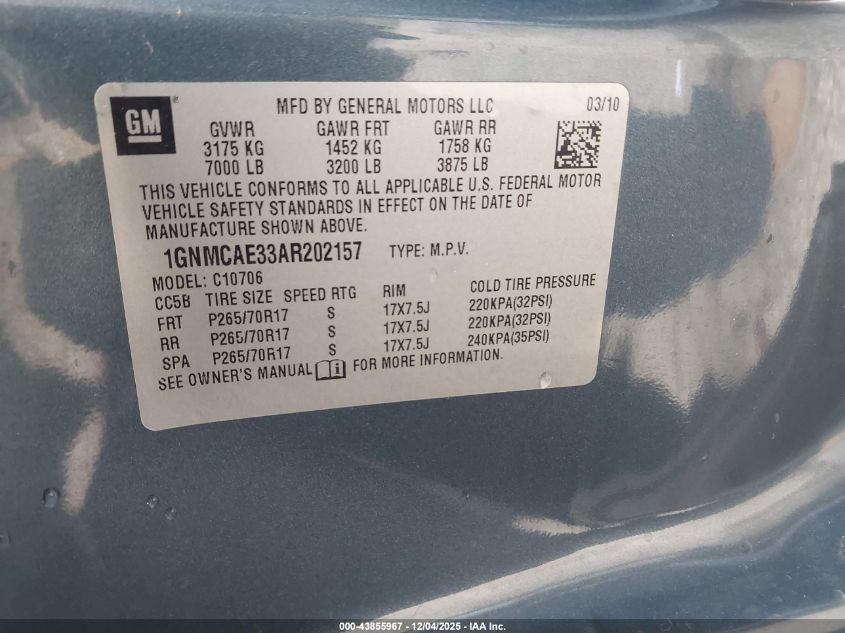 GM
MFD BY GENERAL MOTORS LLC 03/10
GVWR GAWR FRT GAWR RR
3175 KG 1452 KG 1758 KG
7000 LB 3200 LB 3875 LB
THIS VEHICLE CONFORMS TO ALL APPLICABLE U.S. FEDERAL MOTOR
VEHICLE SAFETY STANDARDS IN EFFECT ON THE DATE OF
MANUFACTURE SHOWN ABOVE.
1GNMCAE33AR202157 TYPE: M.P.V.
MODEL: C10706
CC5B TIRE SIZE SPEED RTG RIM COLD TIRE PRESSURE
FRT P265/70R17 S 17X7.5J 220KPA(32PSI)
RR P265/70R17 S 17X7.5J 220KPA(32PSI)
SPA P265/70R17 S 17X7.5J 240KPA(35PSI)
SEE OWNER'S MANUAL FOR MORE INFORMATION.
000-43855967 - 12/04/2025 - IAA Inc.